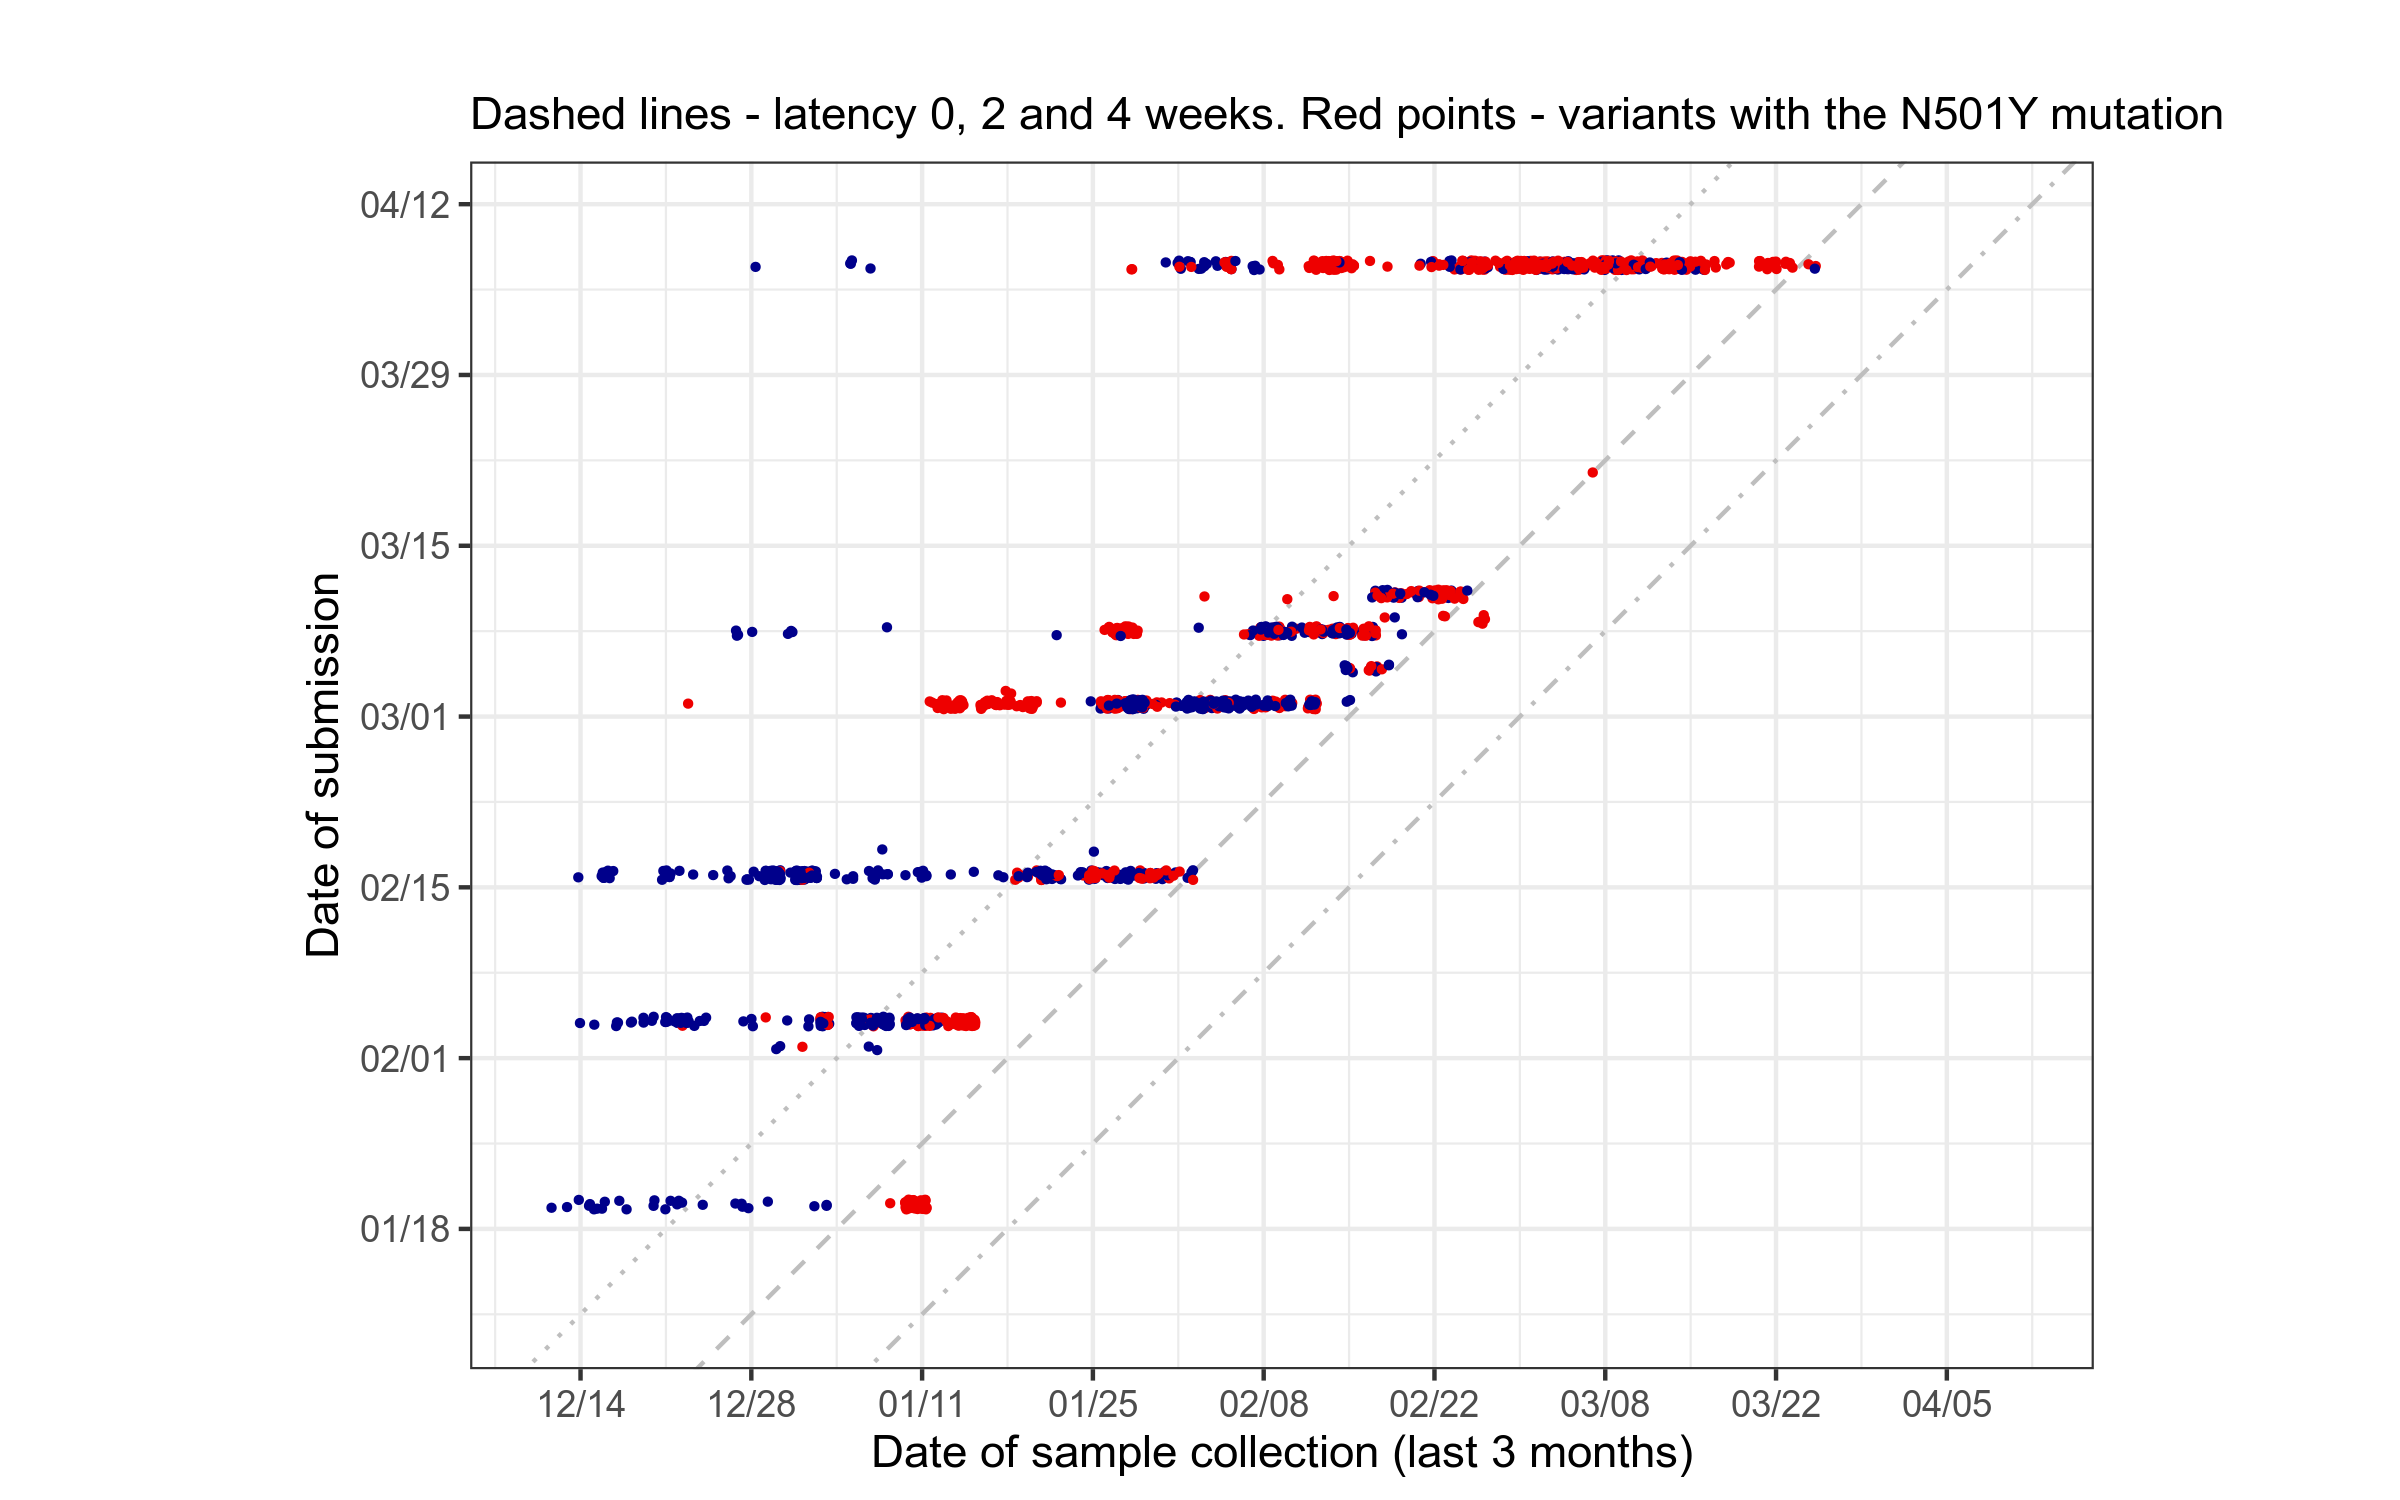 Dashed lines - latency 0, 2 and 4 weeks. Red points - variants with the N501Y mutation
Date of submission
04/12
03/29
03/15
03/01
02/15
02/01
01/18
12/14 12/28 01/11 01/25 02/08 02/22 03/08 03/22 04/05
Date of sample collection (last 3 months)